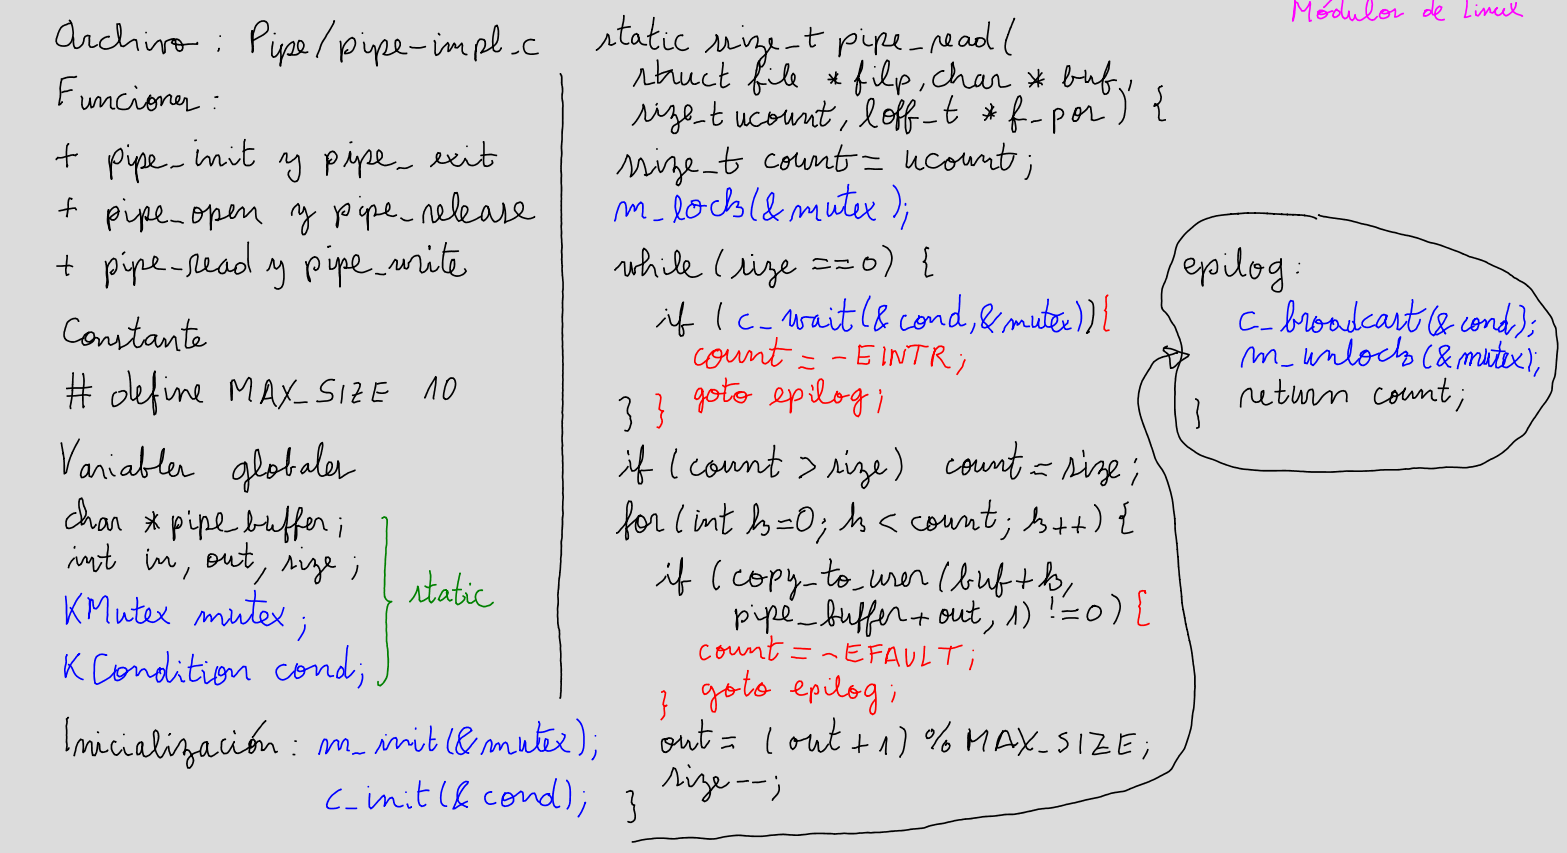 Módulos de Linux
Archivo: Pipe/pipe-impl.c
Funciones:
+ pipe_init y pipe_exit
+ pipe_open y pipe_release
+ pipe_read y pipe_write
Constante
# define MAX_SIZE 10
Variables globales
char *pipe_buffer;
int in, out, size;
KMutex mutex;
KCondition cond;
static
Inicialización: m_init(&mutex);
c_init(&cond);
static ssize_t pipe_read(
struct file *filp, char *buf,
size_t ucount, loff_t *f_pos) {
ssize_t count = ucount;
m_lock(&mutex);
while (size == 0) {
if (c_wait(&cond, &mutex)) {
count = -EINTR;
goto epilog;
} }
if (count > size) count = size;
for (int k=0; k < count; k++) {
if (copy_to_user (buf+k,
pipe_buffer + out, 1) != 0) {
count = -EFAULT;
goto epilog;
}
out = (out + 1) % MAX_SIZE;
size--;
}
epilog:
c_broadcast(&cond);
m_unlock(&mutex);
return count;
}